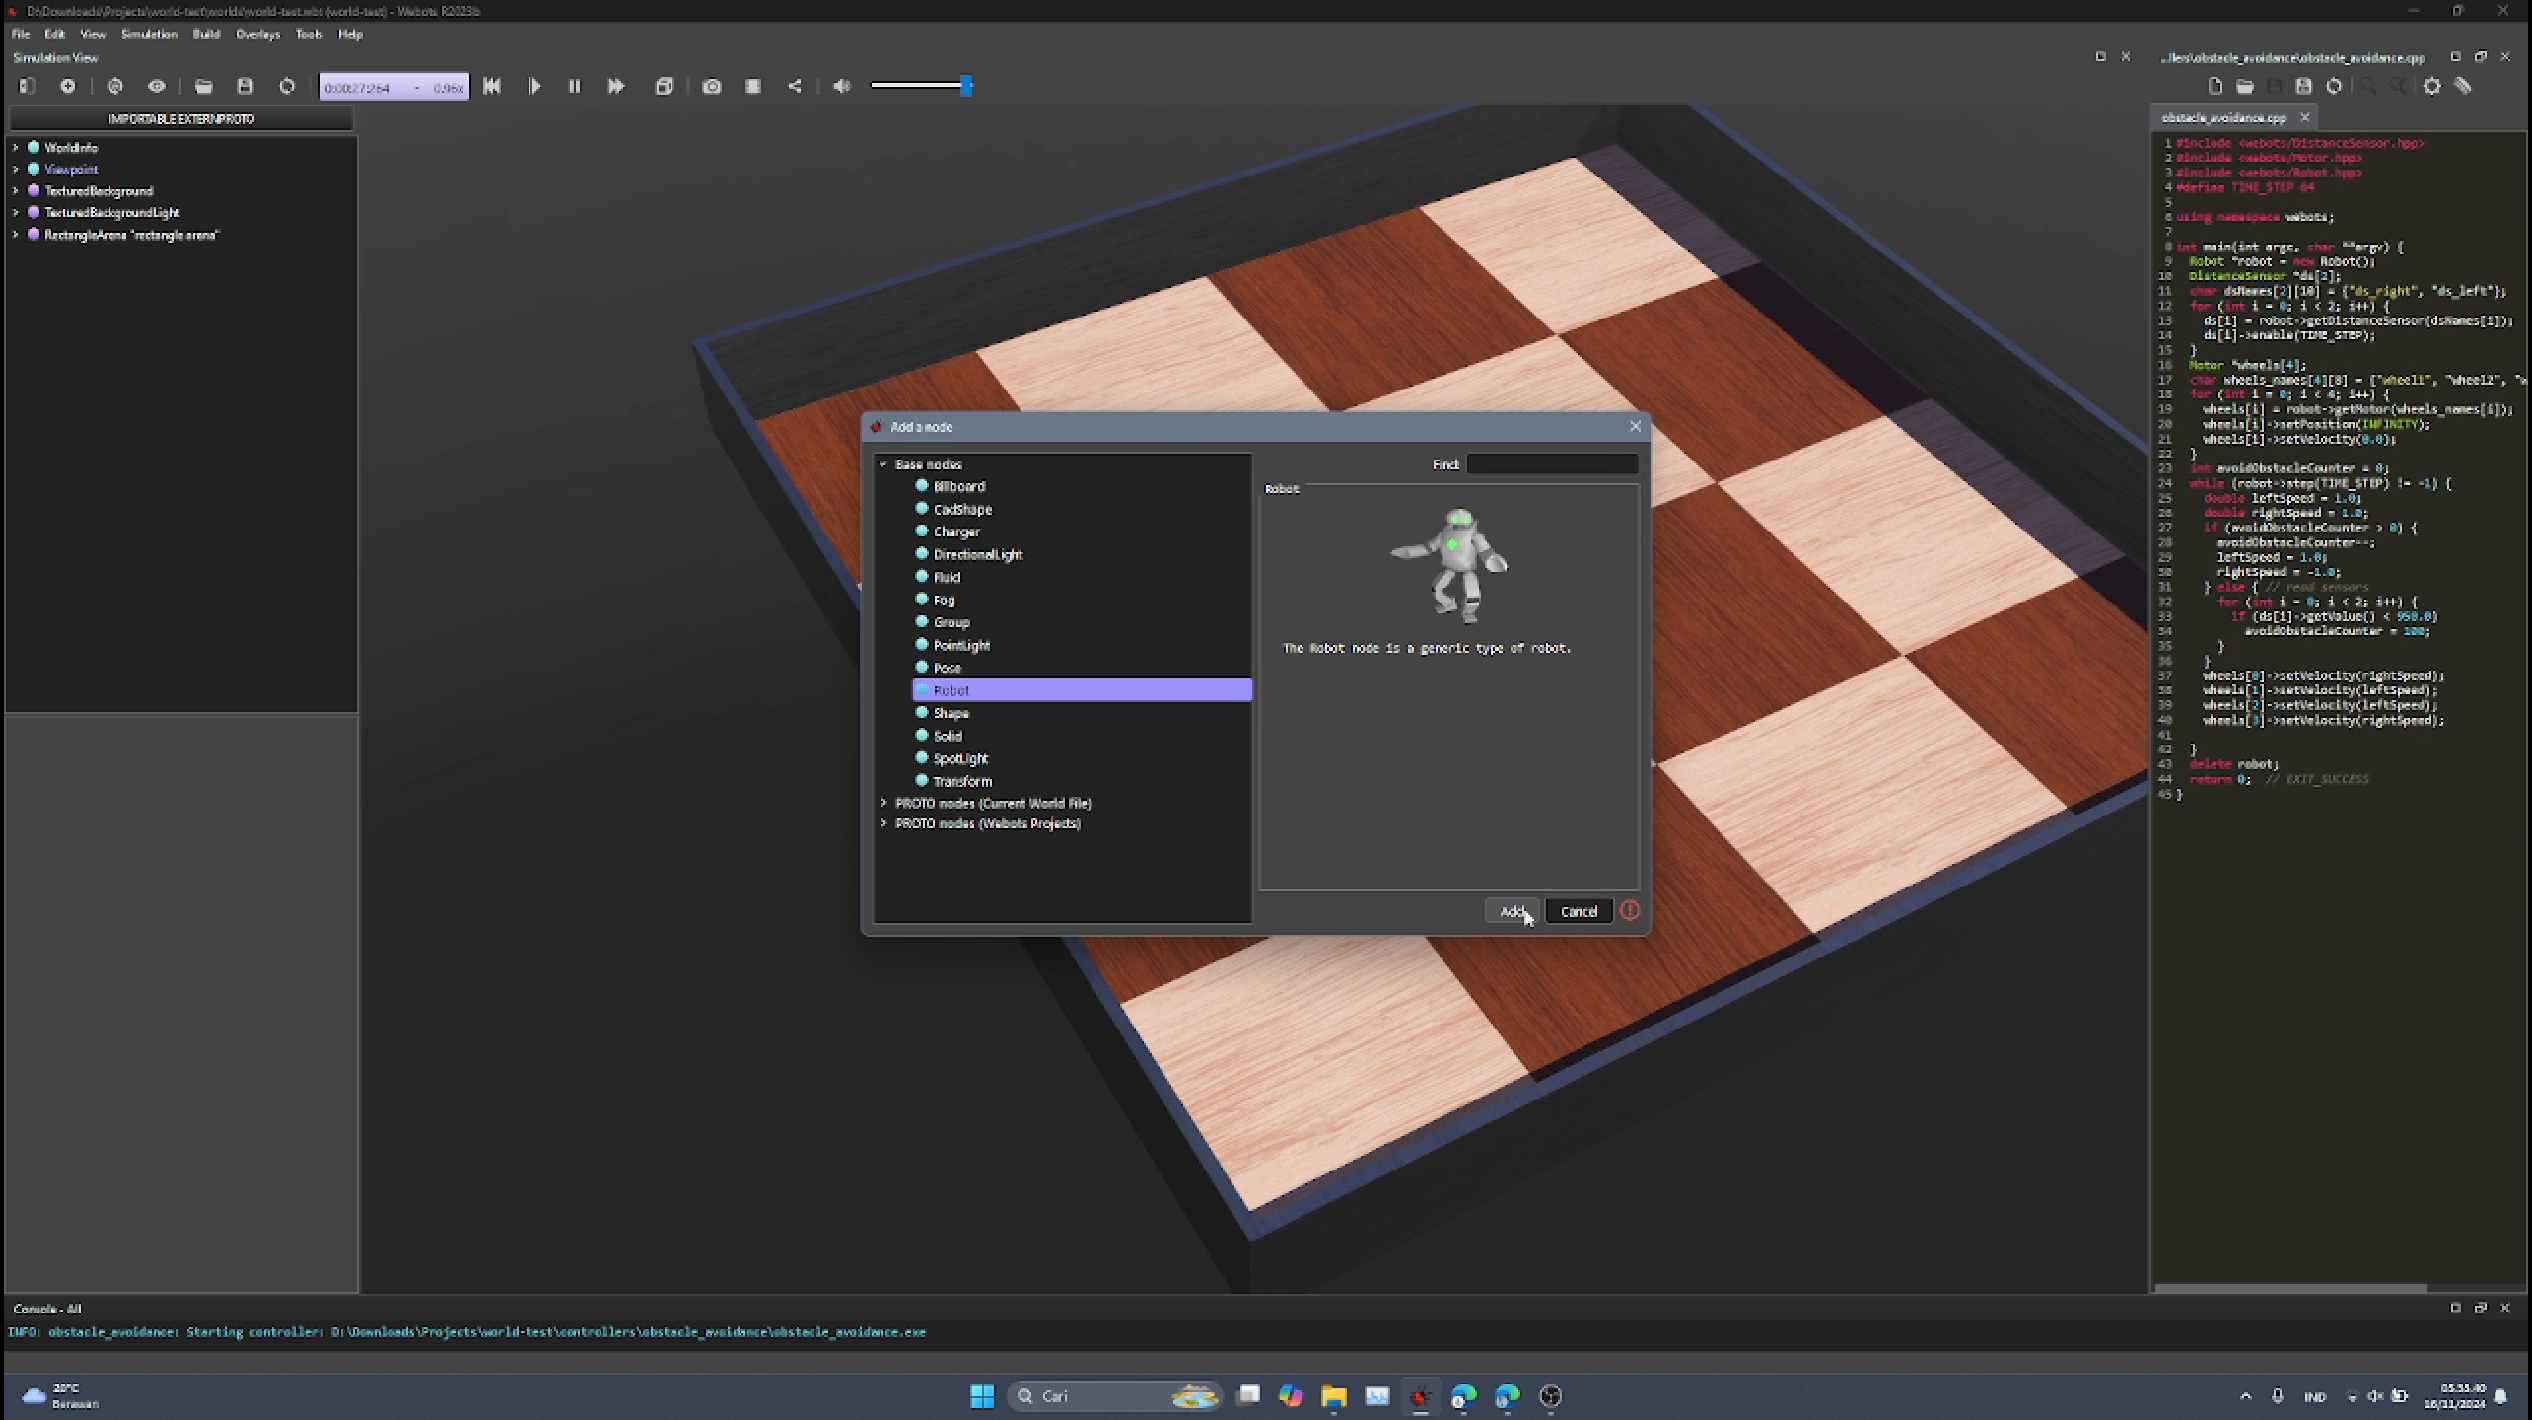 D:\Downloads\Projects\world-test\worlds\world-test.wbt (world-test) - Webots R2023b
File Edit View Simulation Build Overlays Tools Help
Simulation View
...llers\obstacle_avoidance\obstacle_avoidance.cpp
0:00:27:264 - 0.96x
IMPORTABLE EXTERNPROTO
obstacle_avoidance.cpp
WorldInfo
Viewpoint
TexturedBackground
TexturedBackgroundLight
RectangleArena "rectangle arena"
Add a node
Base nodes
Billboard
CadShape
Charger
DirectionalLight
Fluid
Fog
Group
PointLight
Pose
Robot
Shape
Solid
SpotLight
Transform
PROTO nodes (Current World File)
PROTO nodes (Webots Projects)
Find:
Robot
The Robot node is a generic type of robot.
Add
Cancel
1 #include <webots/DistanceSensor.hpp>
2 #include <webots/Motor.hpp>
3 #include <webots/Robot.hpp>
4 #define TIME_STEP 64
5
6 using namespace webots;
7
8 int main(int argc, char **argv) {
9 Robot *robot = new Robot();
10 DistanceSensor *ds[2];
11 char dsNames[2][10] = {"ds_right", "ds_left"};
12 for (int i = 0; i < 2; i++) {
13 ds[i] = robot->getDistanceSensor(dsNames[i]);
14 ds[i]->enable(TIME_STEP);
15 }
16 Motor *wheels[4];
17 char wheels_names[4][8] = {"wheel1", "wheel2", "w
18 for (int i = 0; i < 4; i++) {
19 wheels[i] = robot->getMotor(wheels_names[i]);
20 wheels[i]->setPosition(INFINITY);
21 wheels[i]->setVelocity(0.0);
22 }
23 int avoidObstacleCounter = 0;
24 while (robot->step(TIME_STEP) != -1) {
25 double leftSpeed = 1.0;
26 double rightSpeed = 1.0;
27 if (avoidObstacleCounter > 0) {
28 avoidObstacleCounter--;
29 leftSpeed = 1.0;
30 rightSpeed = -1.0;
31 } else { // read sensors
32 for (int i = 0; i < 2; i++) {
33 if (ds[i]->getValue() < 950.0)
34 avoidObstacleCounter = 100;
35 }
36 }
37 wheels[0]->setVelocity(rightSpeed);
38 wheels[1]->setVelocity(leftSpeed);
39 wheels[2]->setVelocity(leftSpeed);
40 wheels[3]->setVelocity(rightSpeed);
41
42 }
43 delete robot;
44 return 0; // EXIT_SUCCESS
45 }
Console - All
INFO: obstacle_avoidance: Starting controller: D:\Downloads\Projects\world-test\controllers\obstacle_avoidance\obstacle_avoidance.exe
Berawan
Cari
IND